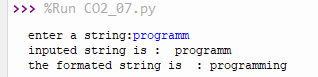 >>> %Run CO2_07.py
enter a string:programm
inputed string is :  programm
the formated string is  : programming